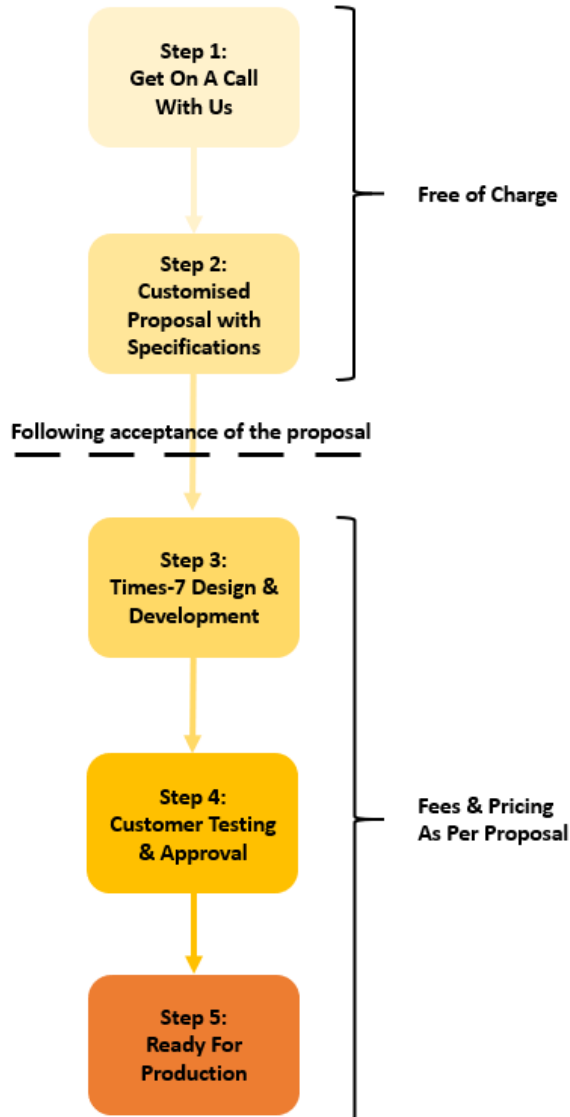 Step 1:
Get On A Call
With Us
Free of Charge
Step 2:
Customised
Proposal with
Specifications
Following acceptance of the proposal
Step 3:
Times-7 Design &
Development
Step 4:
Customer Testing
& Approval
Fees & Pricing
As Per Proposal
Step 5:
Ready For
Production